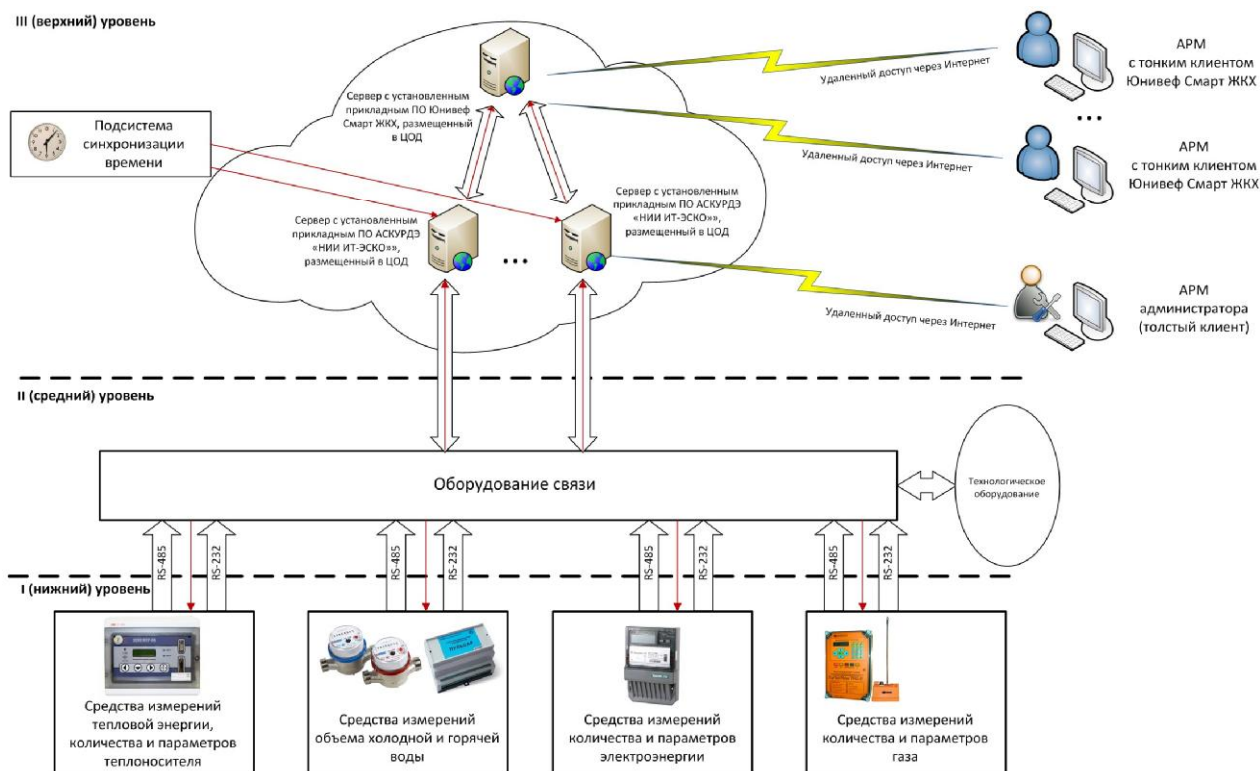 III (верхний) уровень
Сервер с установленным
прикладным ПО Юнивеф
Смарт ЖКХ, размещенный
в ЦОД
Удаленный доступ через Интернет
АРМ
с тонким клиентом
Юнивеф Смарт ЖКХ
...
Удаленный доступ через Интернет
АРМ
с тонким клиентом
Юнивеф Смарт ЖКХ
Подсистема
синхронизации
времени
Сервер с установленным
прикладным ПО АСКУРДЭ
«НИИ ИТ-ЭСКО»»,
размещенный в ЦОД
...
Сервер с установленным
прикладным ПО АСКУРДЭ
«НИИ ИТ-ЭСКО»»,
размещенный в ЦОД
Удаленный доступ через Интернет
АРМ
администратора
(толстый клиент)
II (средний) уровень
Оборудование связи
Технологическое
оборудование
RS-485
RS-232
RS-485
RS-232
RS-485
RS-232
RS-485
RS-232
I (нижний) уровень
Средства измерений
тепловой энергии,
количества и параметров
теплоносителя
Средства измерений
объема холодной и горячей
воды
Средства измерений
количества и параметров
электроэнергии
Средства измерений
количества и параметров
газа